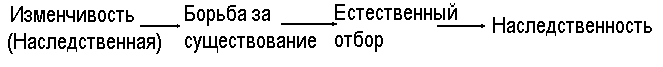 Изменчивость
(Наследственная)
Борьба за
существование
Естественный
отбор
Наследственность